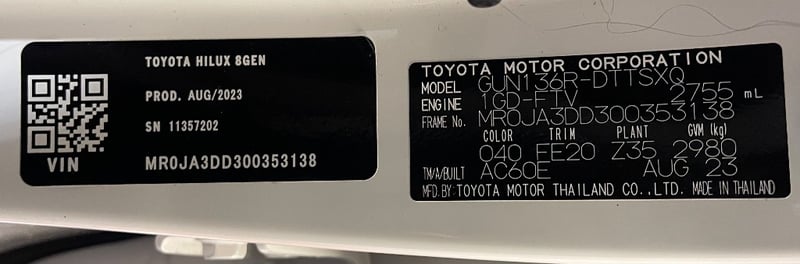 TOYOTA HILUX 8GEN
PROD. AUG/2023
SN 11357202
VIN
MR0JA3DD300353138
TOYOTA MOTOR CORPORATION
MODEL GUN136R-DTTSXQ
ENGINE 1GD-FTV 2755 mL
FRAME No. MR0JA3DD300353138
COLOR TRIM PLANT GVM (kg)
040 FE20 Z35 2980
TM/A/BUILT AC60E AUG 23
MFD. BY: TOYOTA MOTOR THAILAND CO.,LTD. MADE IN THAILAND